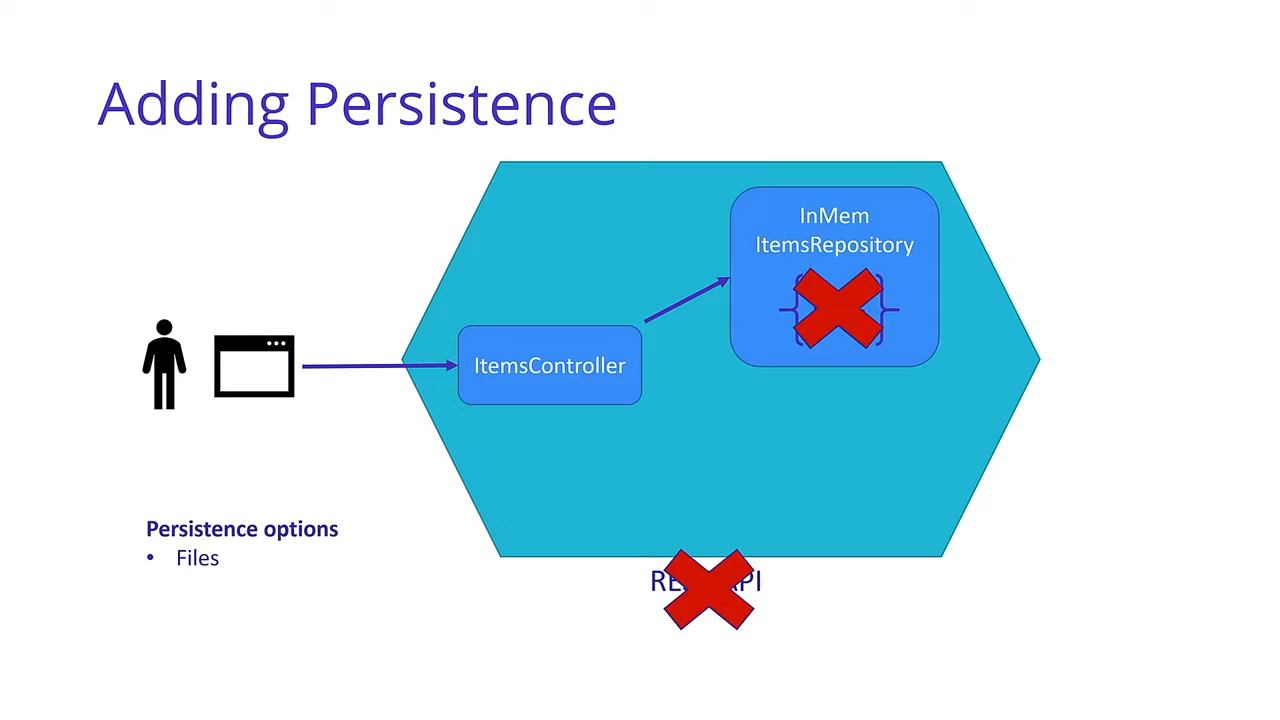 Adding Persistence
InMem
ItemsRepository
ItemsController
Persistence options
• Files